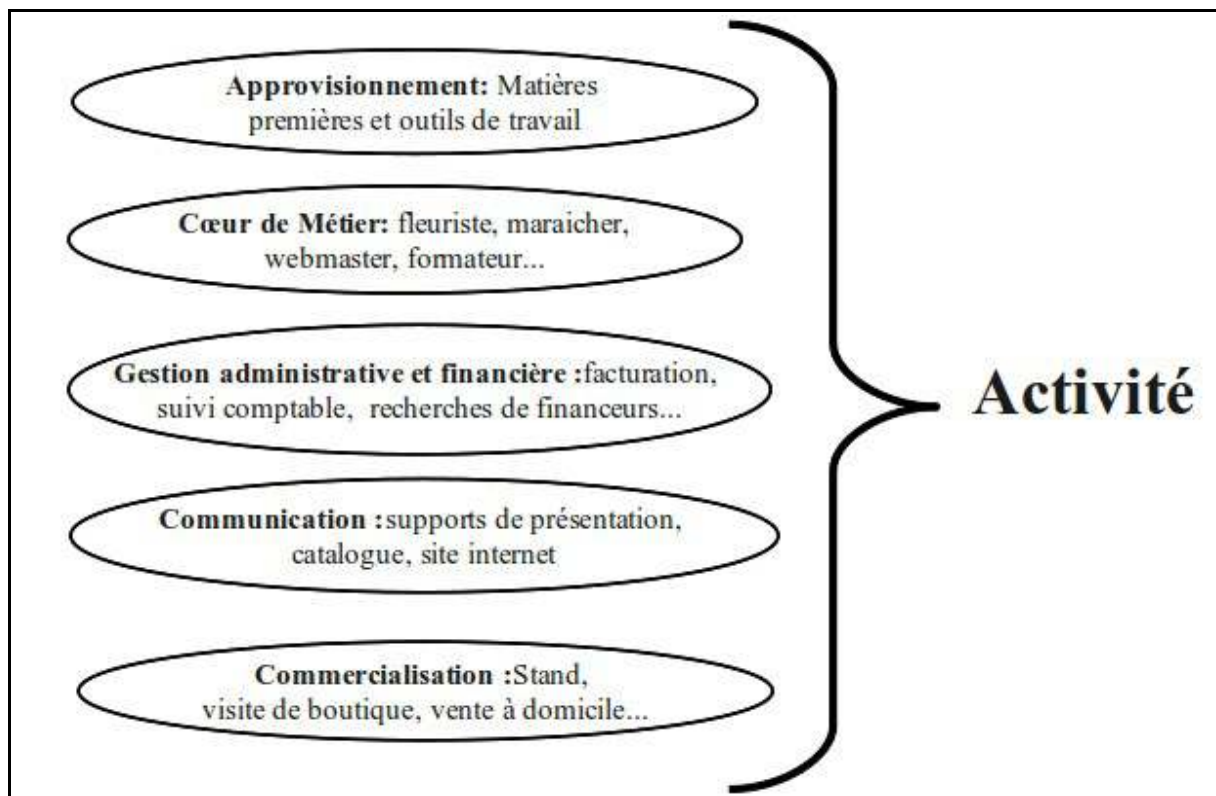 Approvisionnement: Matières
premières et outils de travail
Cœur de Métier: fleuriste, maraicher,
webmaster, formateur...
Gestion administrative et financière :facturation,
suivi comptable, recherches de financeurs...
Communication :supports de présentation,
catalogue, site internet
Commercialisation :Stand,
visite de boutique, vente à domicile...
Activité